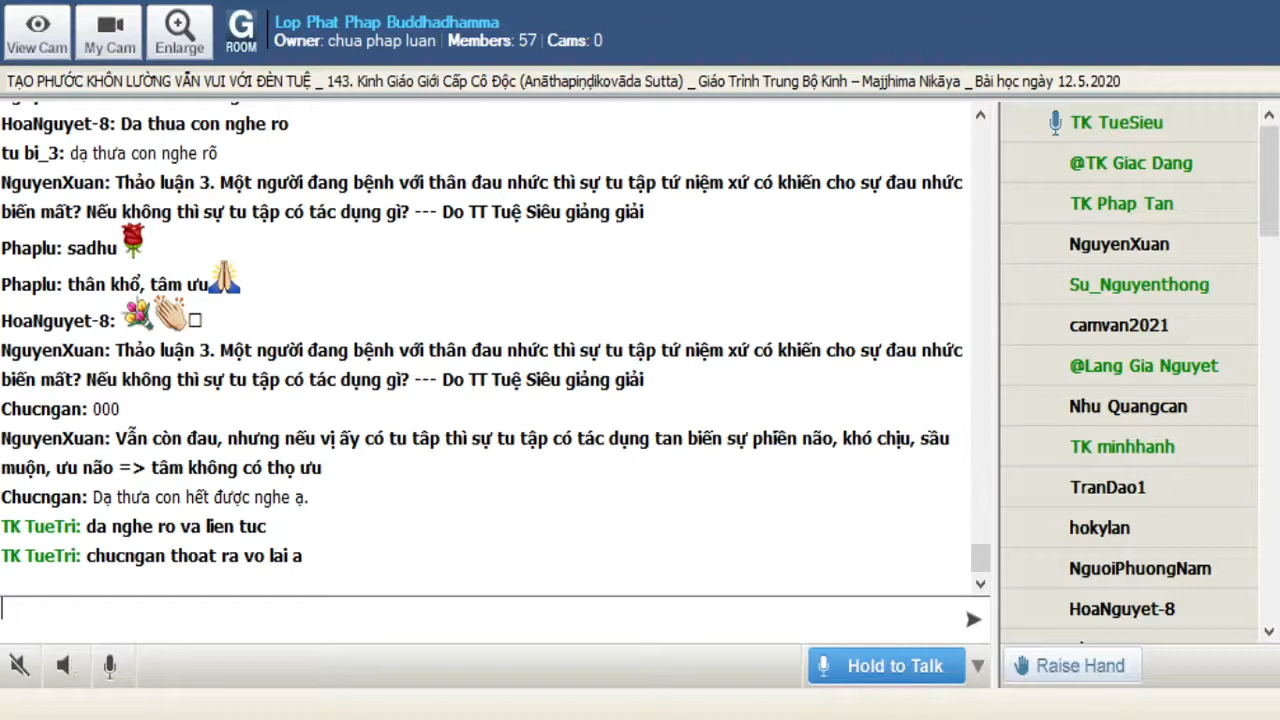 View Cam
My Cam
Enlarge
G
ROOM
Lop Phat Phap Buddhadhamma
Owner: chua phap luan | Members: 57 | Cams: 0
TẠO PHƯỚC KHÔN LƯỜNG VẪN VUI VỚI ĐÈN TUỆ _ 143. Kinh Giáo Giới Cấp Cô Độc (Anāthapiṇḍikovāda Sutta) _Giáo Trình Trung Bộ Kinh – Majjhima Nikāya _Bài học ngày 12.5.2020
HoaNguyet-8: Da thua con nghe ro
tu bi_3: dạ thưa con nghe rõ
NguyenXuan: Thảo luận 3. Một người đang bệnh với thân đau nhức thì sự tu tập tứ niệm xứ có khiến cho sự đau nhức
biến mất? Nếu không thì sự tu tập có tác dụng gì? --- Do TT Tuệ Siêu giảng giải
Phaplu: sadhu
Phaplu: thân khổ, tâm ưu
HoaNguyet-8:
NguyenXuan: Thảo luận 3. Một người đang bệnh với thân đau nhức thì sự tu tập tứ niệm xứ có khiến cho sự đau nhức
biến mất? Nếu không thì sự tu tập có tác dụng gì? --- Do TT Tuệ Siêu giảng giải
Chucngan: 000
NguyenXuan: Vẫn còn đau, nhưng nếu vị ấy có tu tâp thì sự tu tập có tác dụng tan biến sự phiền não, khó chịu, sầu
muộn, ưu não => tâm không có thọ ưu
Chucngan: Dạ thưa con hết được nghe ạ.
TK TueTri: da nghe ro va lien tuc
TK TueTri: chucngan thoat ra vo lai a
Hold to Talk
TK TueSieu
@TK Giac Dang
TK Phap Tan
NguyenXuan
Su_Nguyenthong
camvan2021
@Lang Gia Nguyet
Nhu Quangcan
TK minhhanh
TranDao1
hokylan
NguoiPhuongNam
HoaNguyet-8
Raise Hand